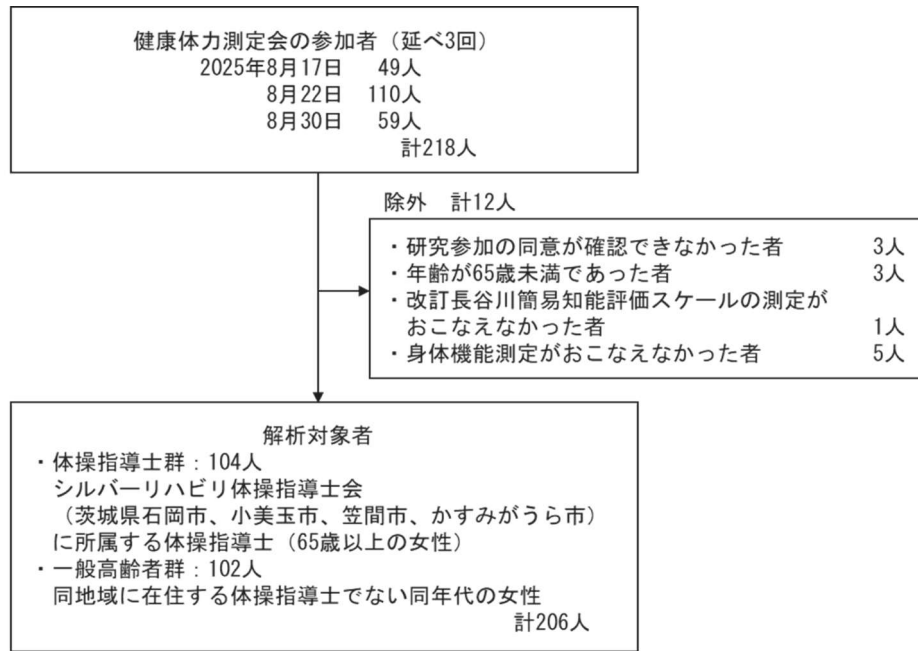 健康体力測定会の参加者（延べ3回）
2025年8月17日 49人
8月22日 110人
8月30日 59人
計218人
除外 計12人
・研究参加の同意が確認できなかった者 3人
・年齢が65歳未満であった者 3人
・改訂長谷川簡易知能評価スケールの測定が
おこなえなかった者 1人
・身体機能測定がおこなえなかった者 5人
解析対象者
・体操指導士群：104人
シルバーリハビリ体操指導士会
（茨城県石岡市、小美玉市、笠間市、かすみがうら市）
に所属する体操指導士（65歳以上の女性）
・一般高齢者群：102人
同地域に在住する体操指導士でない同年代の女性
計206人